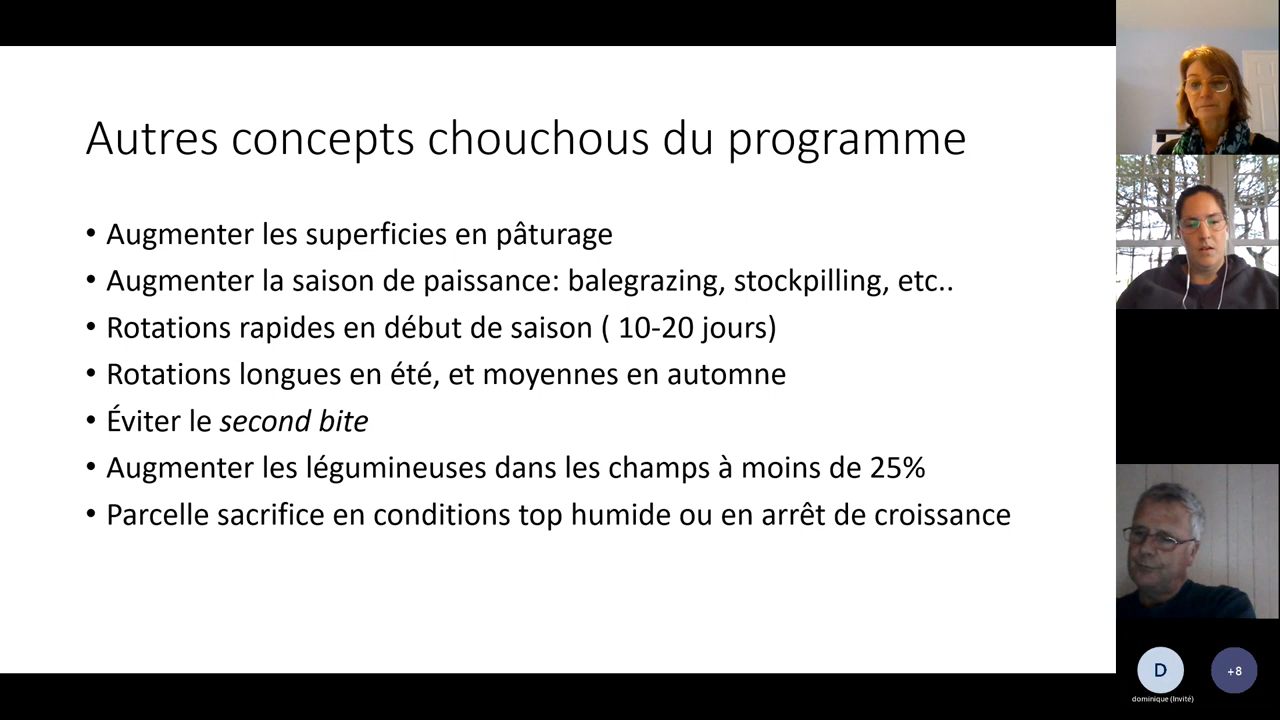 Autres concepts chouchous du programme
• Augmenter les superficies en pâturage
• Augmenter la saison de paissance: balegrazing, stockpilling, etc..
• Rotations rapides en début de saison ( 10-20 jours)
• Rotations longues en été, et moyennes en automne
• Éviter le second bite
• Augmenter les légumineuses dans les champs à moins de 25%
• Parcelle sacrifice en conditions top humide ou en arrêt de croissance
D
+8
dominique (Invité)